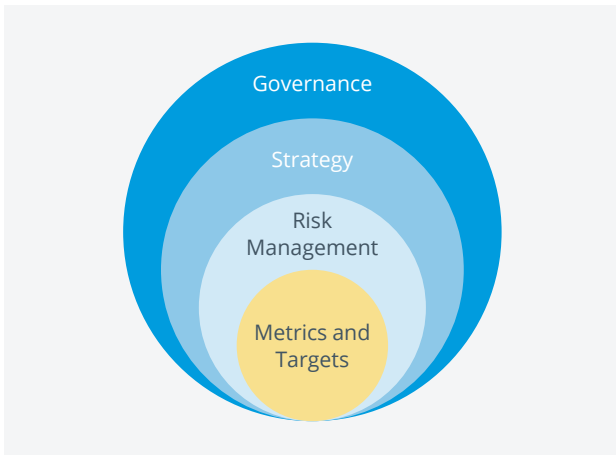 Governance
Strategy
Risk
Management
Metrics and
Targets